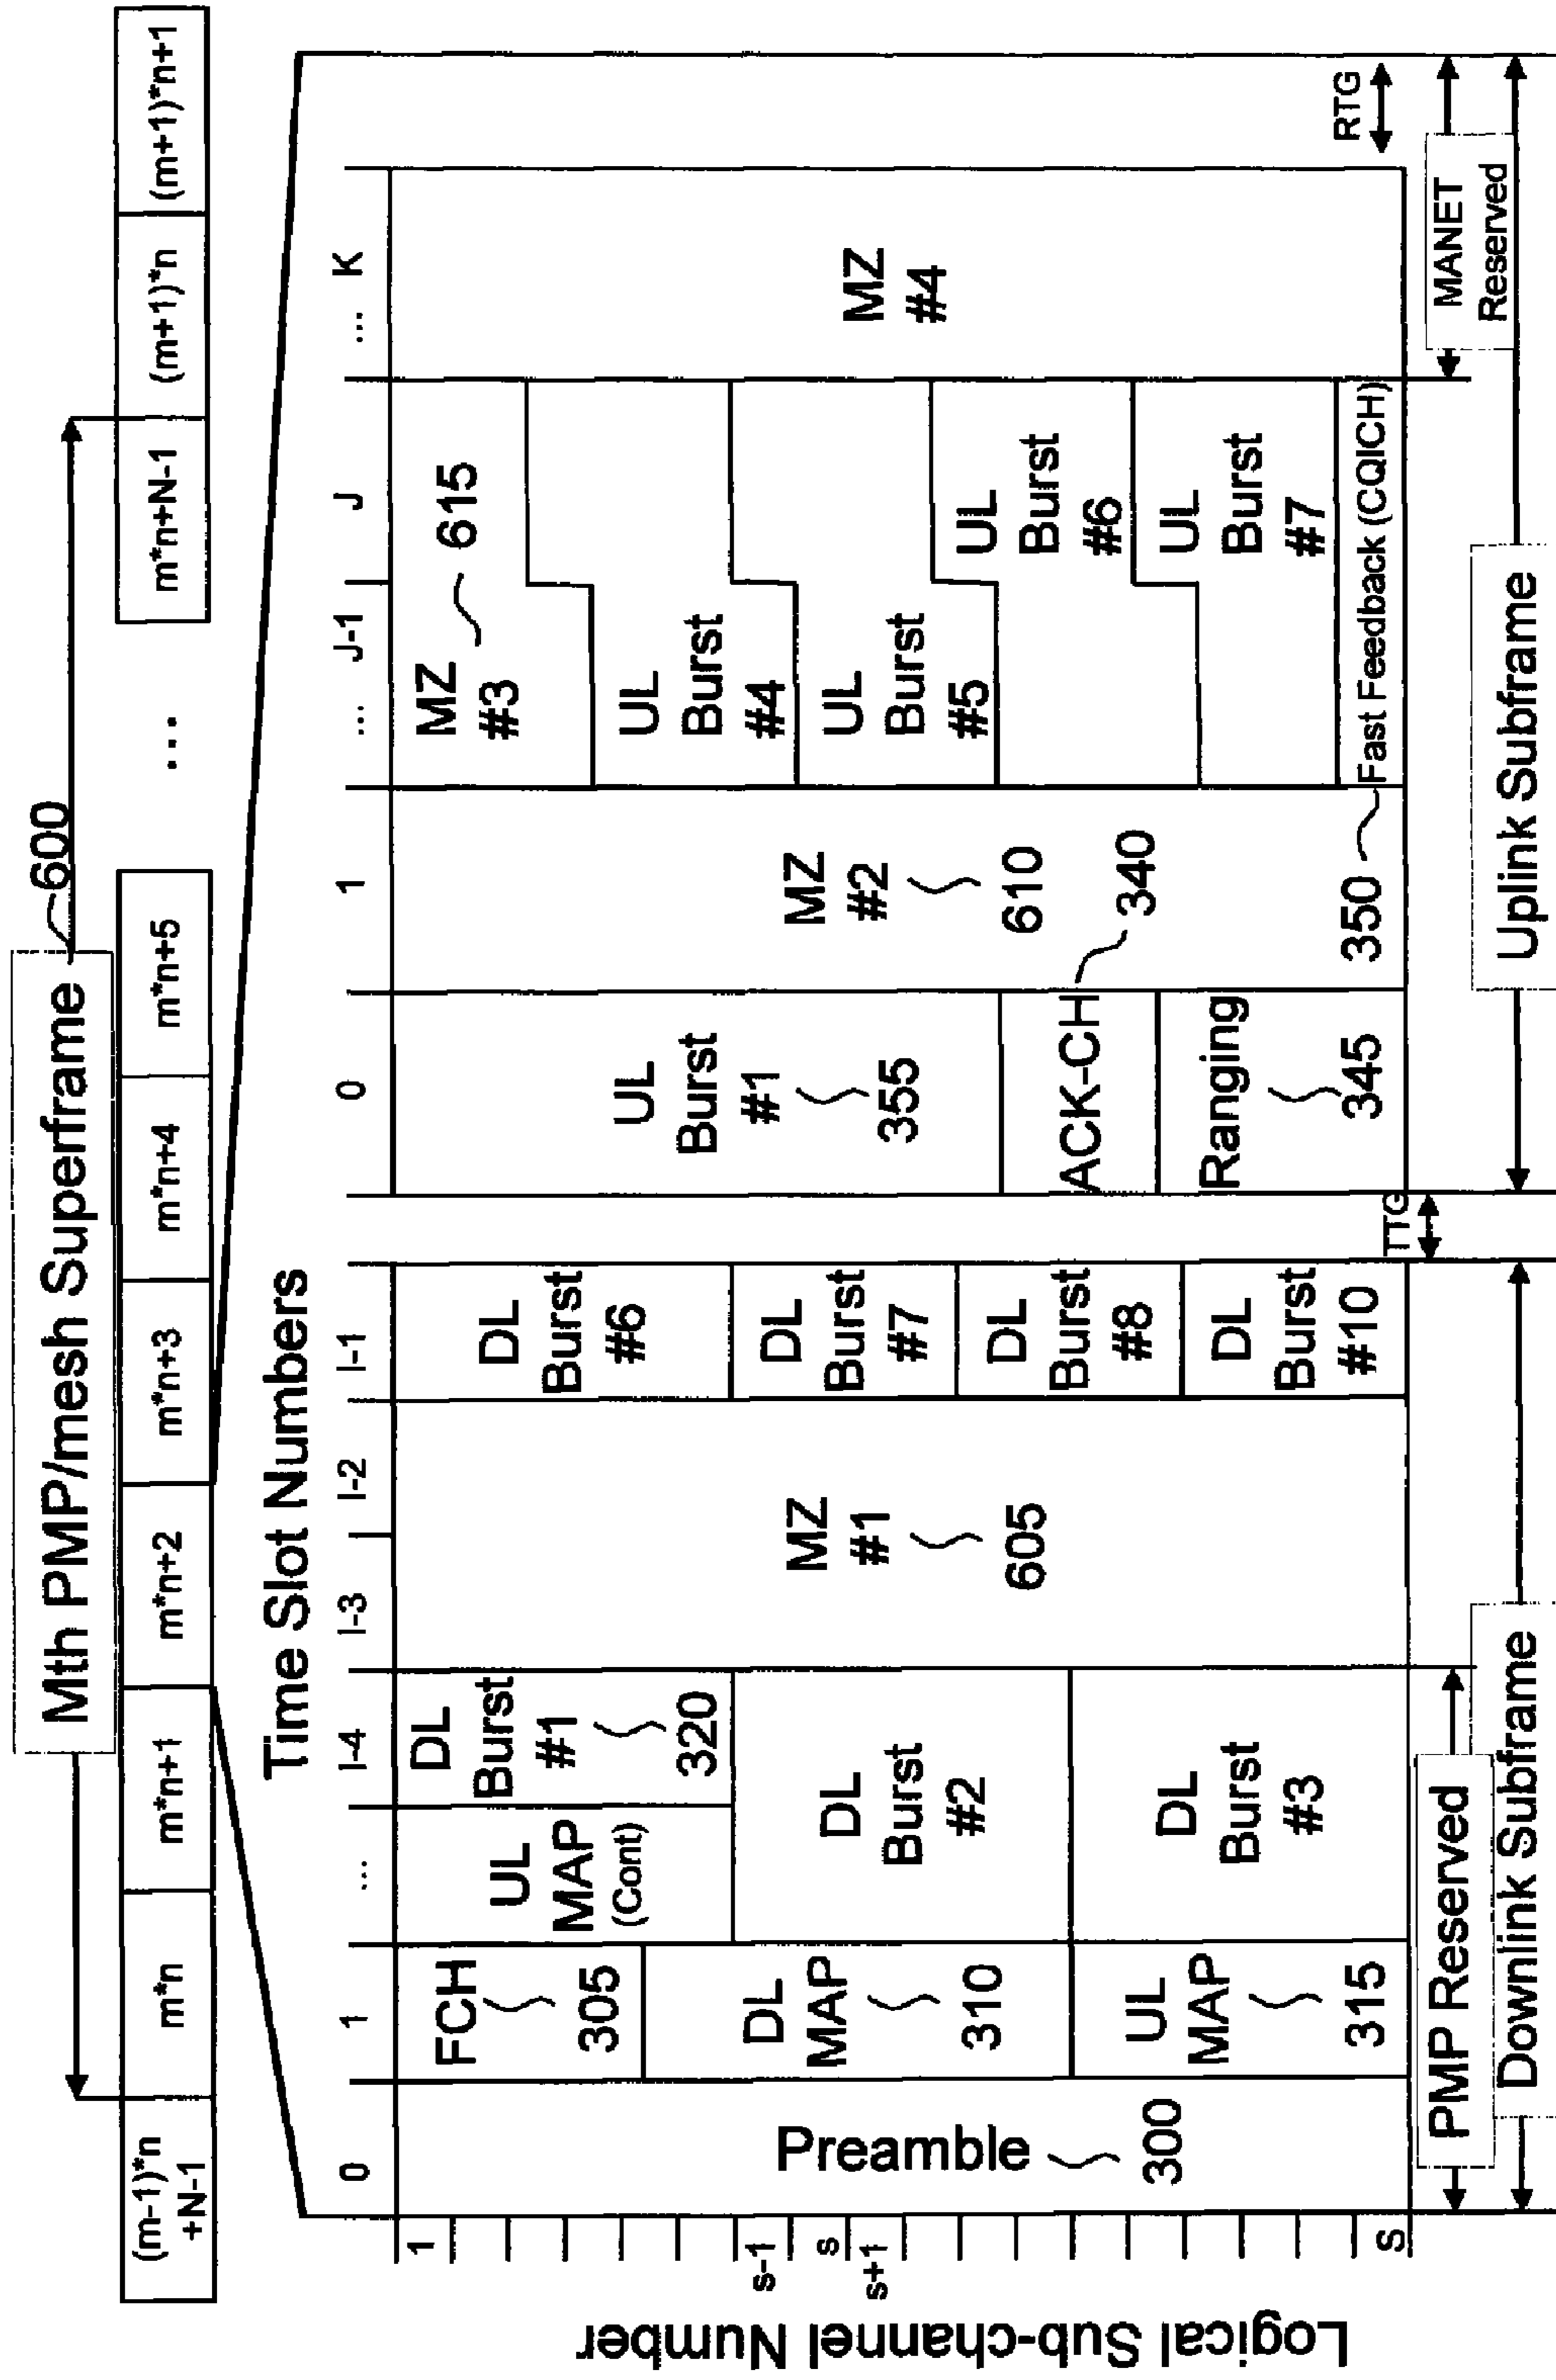 Mth PMP/mesh Superframe
600
(m-1)*n
+N-1
m*n
m*n+1
m*n+2
m*n+3
m*n+4
m*n+5
...
m*n+N-1
(m+1)*n
(m+1)*n+1
Time Slot Numbers
0
1
...
I-4
I-3
I-2
I-1
0
1
...
J-1
J
...
K
Logical Sub-channel Number
1
s-1
s
s+1
S
Preamble
300
FCH
305
DL
MAP
310
UL
MAP
315
UL
MAP
(Cont)
DL
Burst
#1
320
DL
Burst
#2
DL
Burst
#3
MZ
#1
605
DL
Burst
#6
DL
Burst
#7
DL
Burst
#8
DL
Burst
#10
TTG
UL
Burst
#1
355
ACK-CH
340
Ranging
345
MZ
#2
610
350
MZ
#3
615
UL
Burst
#4
UL
Burst
#5
UL
Burst
#6
UL
Burst
#7
Fast Feedback (CQICH)
MZ
#4
RTG
PMP Reserved
Downlink Subframe
MANET
Reserved
Uplink Subframe